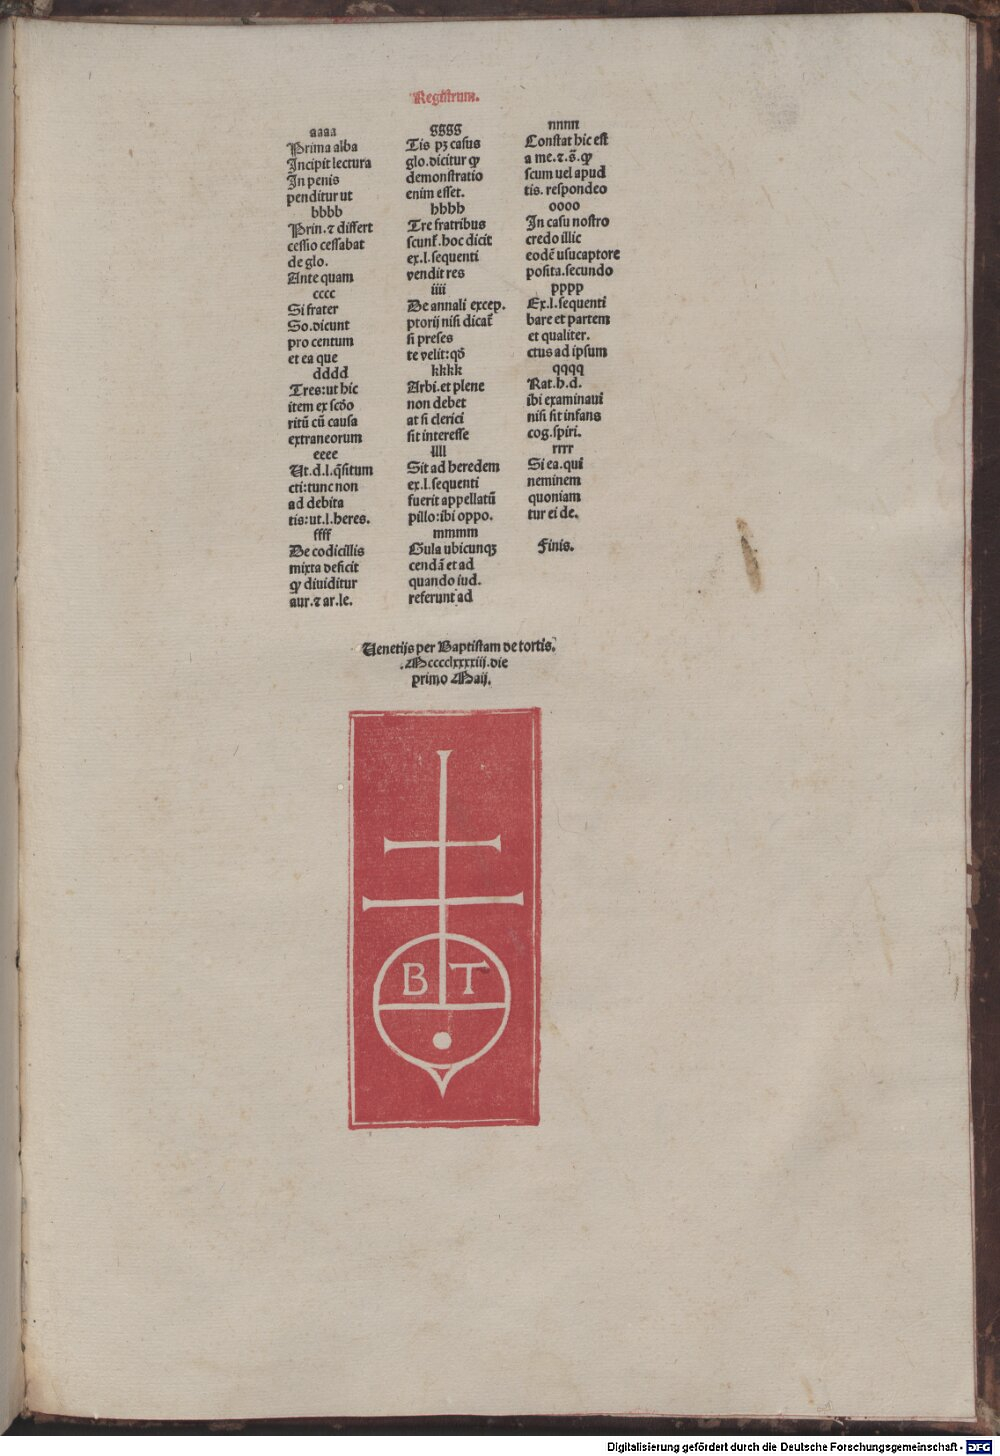 Registrum.
aaaa
Prima alba
Incipit lectura
In penis
penditur ut
bbbb
Prin. ⁊ differt
cessio cessabat
de glo.
Ante quam
cccc
Si frater
So. dicunt
pro centum
et ea que
dddd
Tres: ut hic
item ex scd̄o
ritū cū causa
extraneorum
eeee
Ut. d. l. q̄situm
cti: tunc non
ad debita
tis: ut. l. heres.
ffff
De codicillis
mixta deficit
ꝙ diuiditur
aur. ⁊ ar. le.
gggg
Tis pꝫ casus
glo. dicitur ꝙ
demonstratio
enim esset.
hhhh
Tre fratribus
scunt̄. hoc dicit
ex. l. sequenti
vendit res
iiii
De annali excep.
ptorij nisi dicat̄
si preses
te velit: qō
kkkk
Arbi. et plene
non debet
at si clerici
sit interesse
llll
Sit ad heredem
ex. l. sequenti
fuerit appellatū
pillo: ibi oppo.
mmmm
Gula ubicunqꝫ
cendā et ad
quando iud.
referunt ad
nnnn
Constat hic est
a me. ⁊. s̄. ꝙ
scum uel apud
tis. respondeo
oooo
In casu nostro
credo illic
eodē usucaptore
posita. secundo
pppp
Ex. l. sequenti
bare et partem
et qualiter.
ctus ad ipsum
qqqq
Rat. h. d.
ibi examinaui
nisi sit infans
cog. spiri.
rrrr
Si ea. qui
neminem
quoniam
tur ei de.
Finis.
Uenetijs per Baptistam de tortis.
.Mcccclxxxxiij. die
primo Maij.
B T
Digitalisierung gefördert durch die Deutsche Forschungsgemeinschaft - DFG